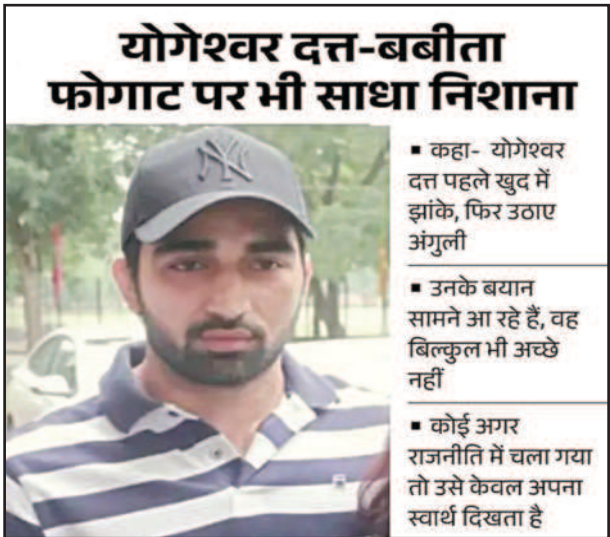 योगेश्वर दत्त-बबीता
फोगाट पर भी साधा निशाना
NY
▪ कहा- योगेश्वर
दत्त पहले खुद में
झांके, फिर उठाए
अंगुली
▪ उनके बयान
सामने आ रहे हैं, वह
बिल्कुल भी अच्छे
नहीं
▪ कोई अगर
राजनीति में चला गया
तो उसे केवल अपना
स्वार्थ दिखता है